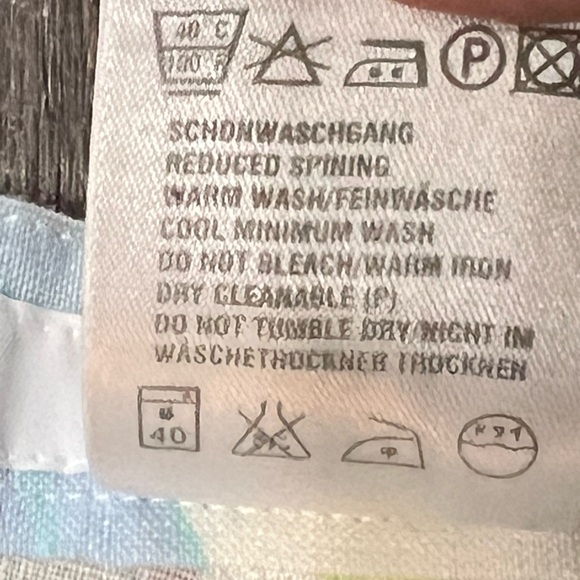 40 C
100 F
P
SCHONWASCHGANG
REDUCED SPINING
WARM WASH/FEINWÄSCHE
COOL MINIMUM WASH
DO NOT BLEACH/WARM IRON
DRY CLEANABLE (P)
DO NOT TUMBLE DRY/NICHT IM
WÄSCHETROCKNER TROCKNEN
40